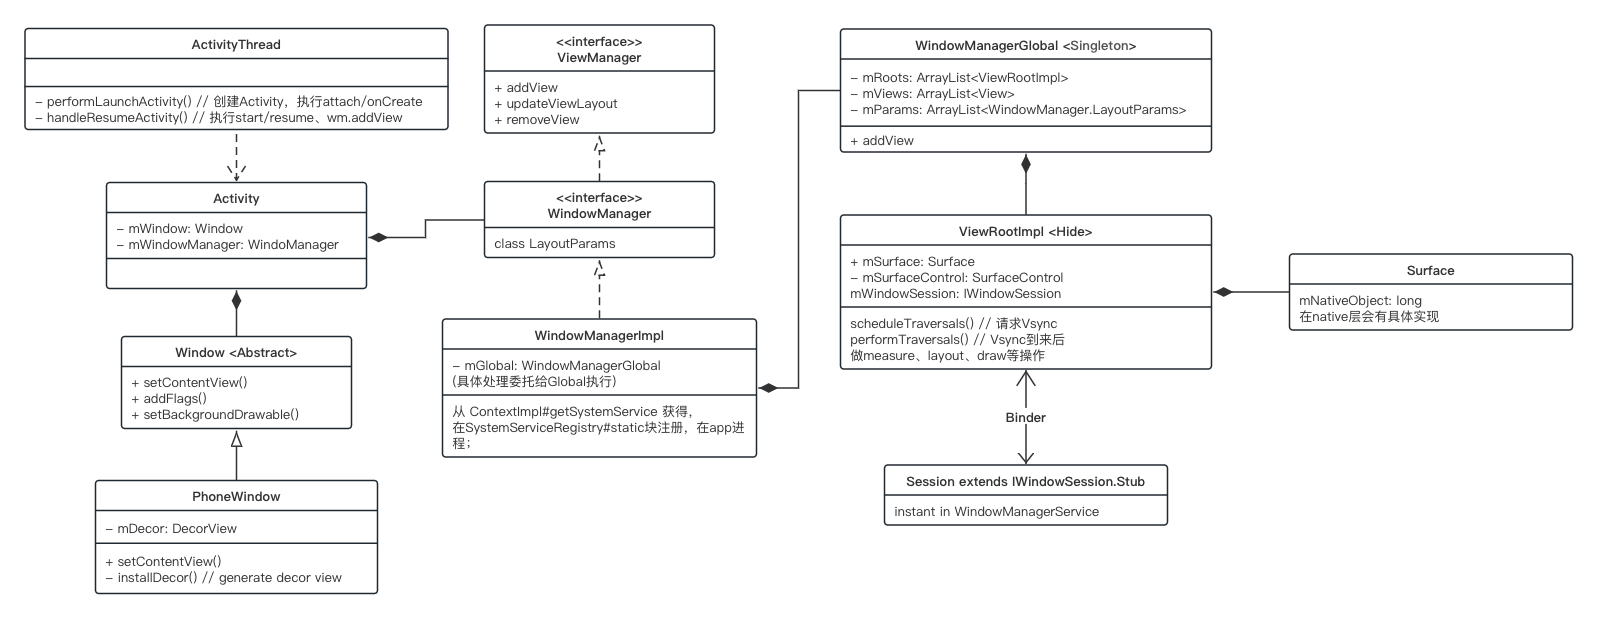 ActivityThread
– performLaunchActivity() // 创建Activity，执行attach/onCreate
– handleResumeActivity() // 执行start/resume、wm.addView
Activity
– mWindow: Window
– mWindowManager: WindoManager
Window <Abstract>
+ setContentView()
+ addFlags()
+ setBackgroundDrawable()
PhoneWindow
– mDecor: DecorView
+ setContentView()
– installDecor() // generate decor view
<<interface>>
ViewManager
+ addView
+ updateViewLayout
+ removeView
<<interface>>
WindowManager
class LayoutParams
WindowManagerImpl
– mGlobal: WindowManagerGlobal
(具体处理委托给Global执行)
从 ContextImpl#getSystemService 获得，
在SystemServiceRegistry#static块注册，在app进
程；
WindowManagerGlobal <Singleton>
– mRoots: ArrayList<ViewRootImpl>
– mViews: ArrayList<View>
– mParams: ArrayList<WindowManager.LayoutParams>
+ addView
ViewRootImpl <Hide>
+ mSurface: Surface
– mSurfaceControl: SurfaceControl
mWindowSession: IWindowSession
scheduleTraversals() // 请求Vsync
performTraversals() // Vsync到来后
做measure、layout、draw等操作
Binder
Session extends IWindowSession.Stub
instant in WindowManagerService
Surface
mNativeObject: long
在native层会有具体实现